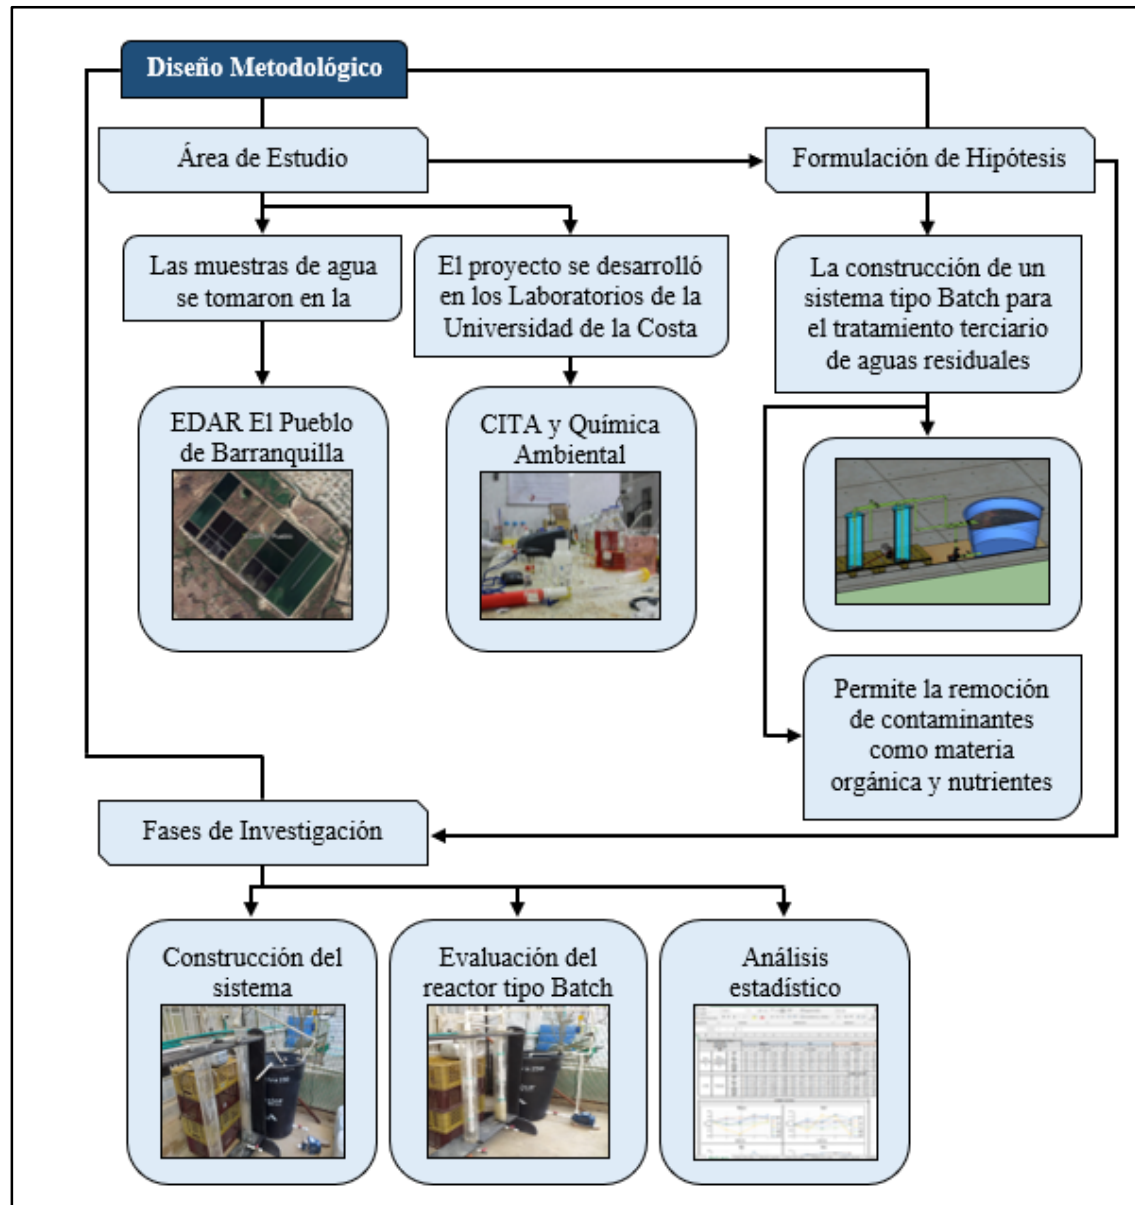 Diseño Metodológico
Área de Estudio
Formulación de Hipótesis
Las muestras de agua
se tomaron en la
El proyecto se desarrolló
en los Laboratorios de la
Universidad de la Costa
La construcción de un
sistema tipo Batch para
el tratamiento terciario
de aguas residuales
EDAR El Pueblo
de Barranquilla
CITA y Química
Ambiental
Permite la remoción
de contaminantes
como materia
orgánica y nutrientes
Fases de Investigación
Construcción del
sistema
Evaluación del
reactor tipo Batch
Análisis
estadístico